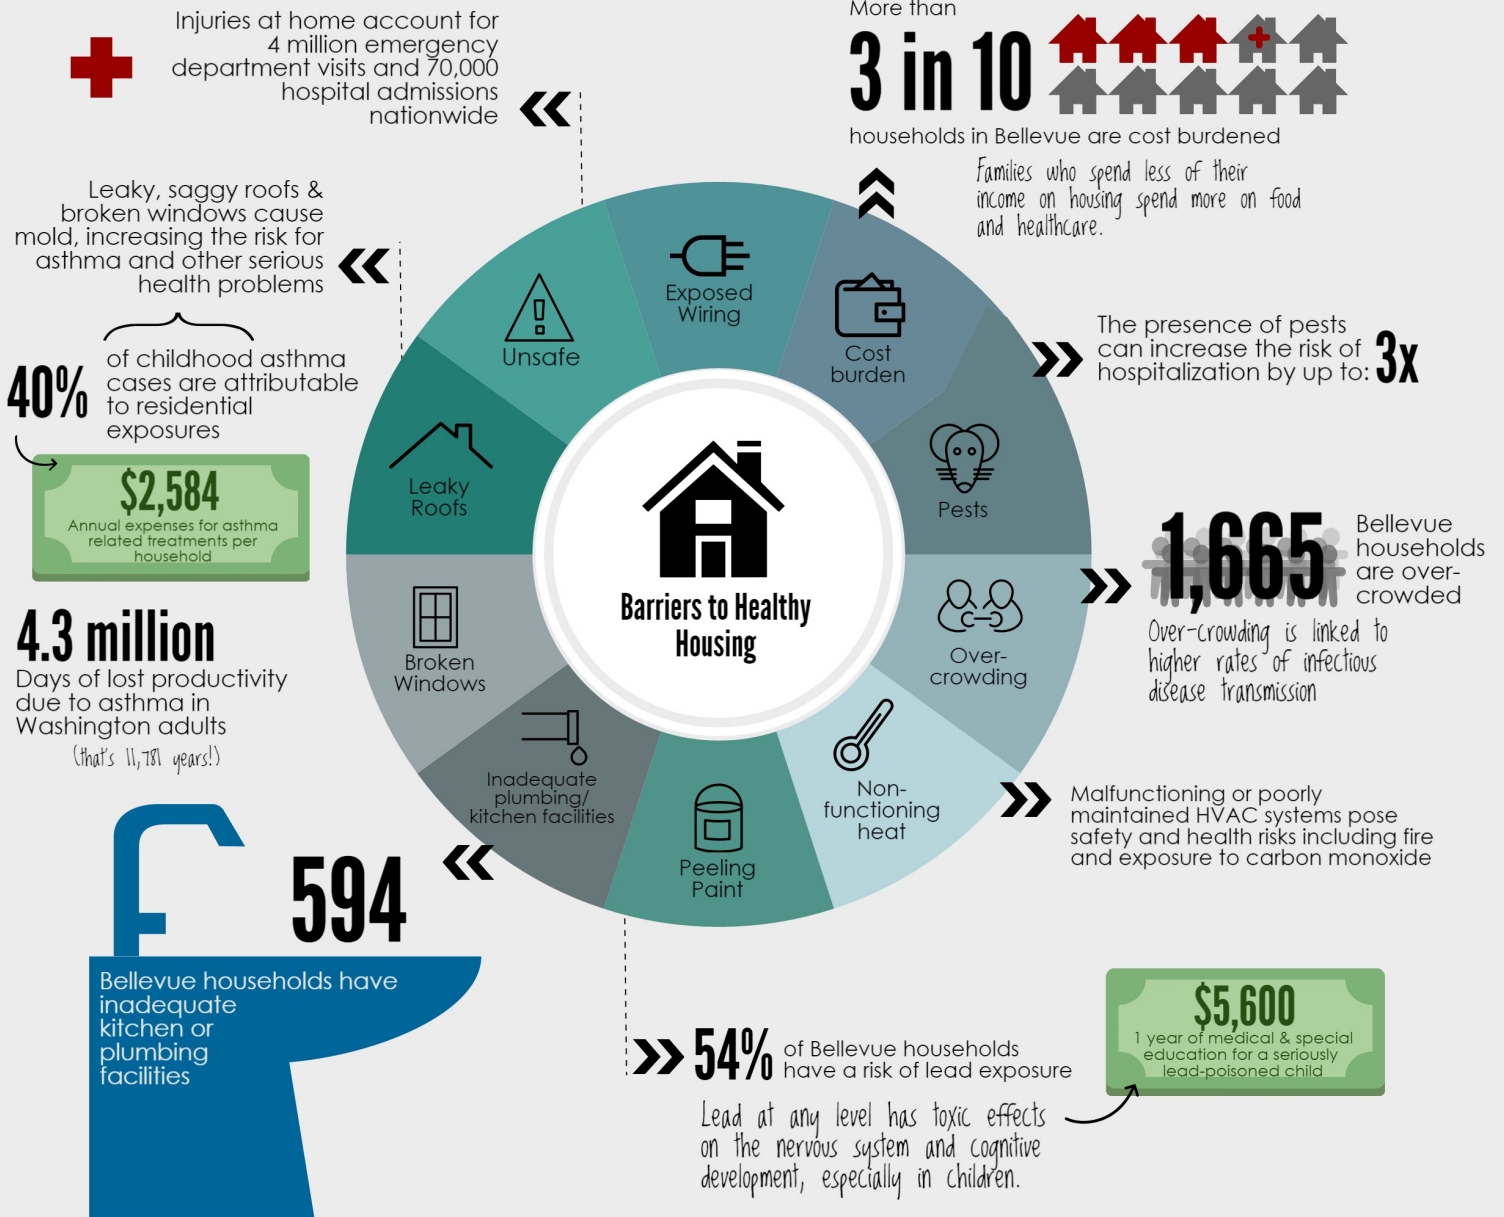 Injuries at home account for
4 million emergency
department visits and 70,000
hospital admissions
nationwide
More than
3 in 10
households in Bellevue are cost burdened
Families who spend less of their
income on housing spend more on food
and healthcare.
Leaky, saggy roofs &
broken windows cause
mold, increasing the risk for
asthma and other serious
health problems
40%
of childhood asthma
cases are attributable
to residential
exposures
$2,584
Annual expenses for asthma
related treatments per
household
4.3 million
Days of lost productivity
due to asthma in
Washington adults
(that's 11,781 years!)
Exposed
Wiring
Cost
burden
Pests
Over-
crowding
Non-
functioning
heat
Peeling
Paint
Inadequate
plumbing/
kitchen facilities
Broken
Windows
Leaky
Roofs
Unsafe
Barriers to Healthy
Housing
The presence of pests
can increase the risk of
hospitalization by up to: 3x
1,665
Bellevue
households
are over-
crowded
Over-crowding is linked to
higher rates of infectious
disease transmission
Malfunctioning or poorly
maintained HVAC systems pose
safety and health risks including fire
and exposure to carbon monoxide
594
Bellevue households have
inadequate
kitchen or
plumbing
facilities
54%
of Bellevue households
have a risk of lead exposure
Lead at any level has toxic effects
on the nervous system and cognitive
development, especially in children.
$5,600
1 year of medical & special
education for a seriously
lead-poisoned child